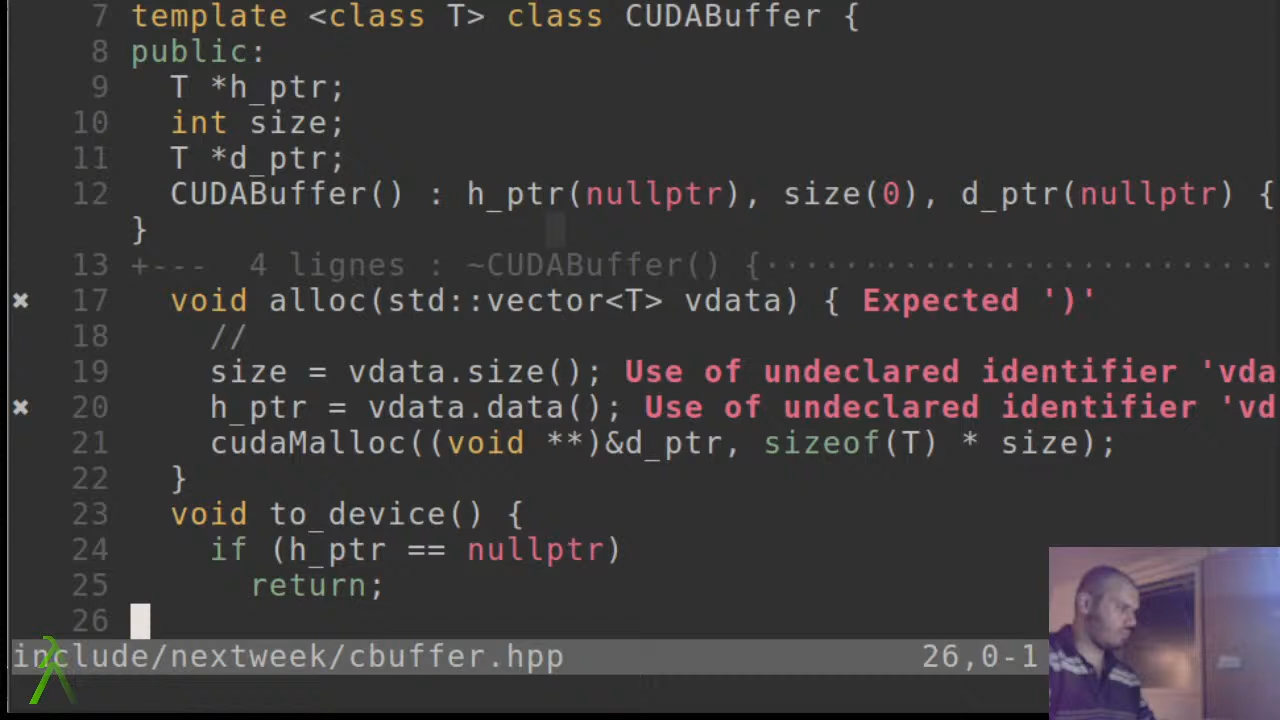 7 template <class T> class CUDABuffer {
8 public:
9 T *h_ptr;
10 int size;
11 T *d_ptr;
12 CUDABuffer() : h_ptr(nullptr), size(0), d_ptr(nullptr) {
}
13 +--- 4 lignes : ~CUDABuffer() {····························
✖ 17 void alloc(std::vector<T> vdata) { Expected ')'
18 //
19 size = vdata.size(); Use of undeclared identifier 'vda
✖ 20 h_ptr = vdata.data(); Use of undeclared identifier 'vd
21 cudaMalloc((void **)&d_ptr, sizeof(T) * size);
22 }
23 void to_device() {
24 if (h_ptr == nullptr)
25 return;
26
include/nextweek/cbuffer.hpp 26,0-1
λ